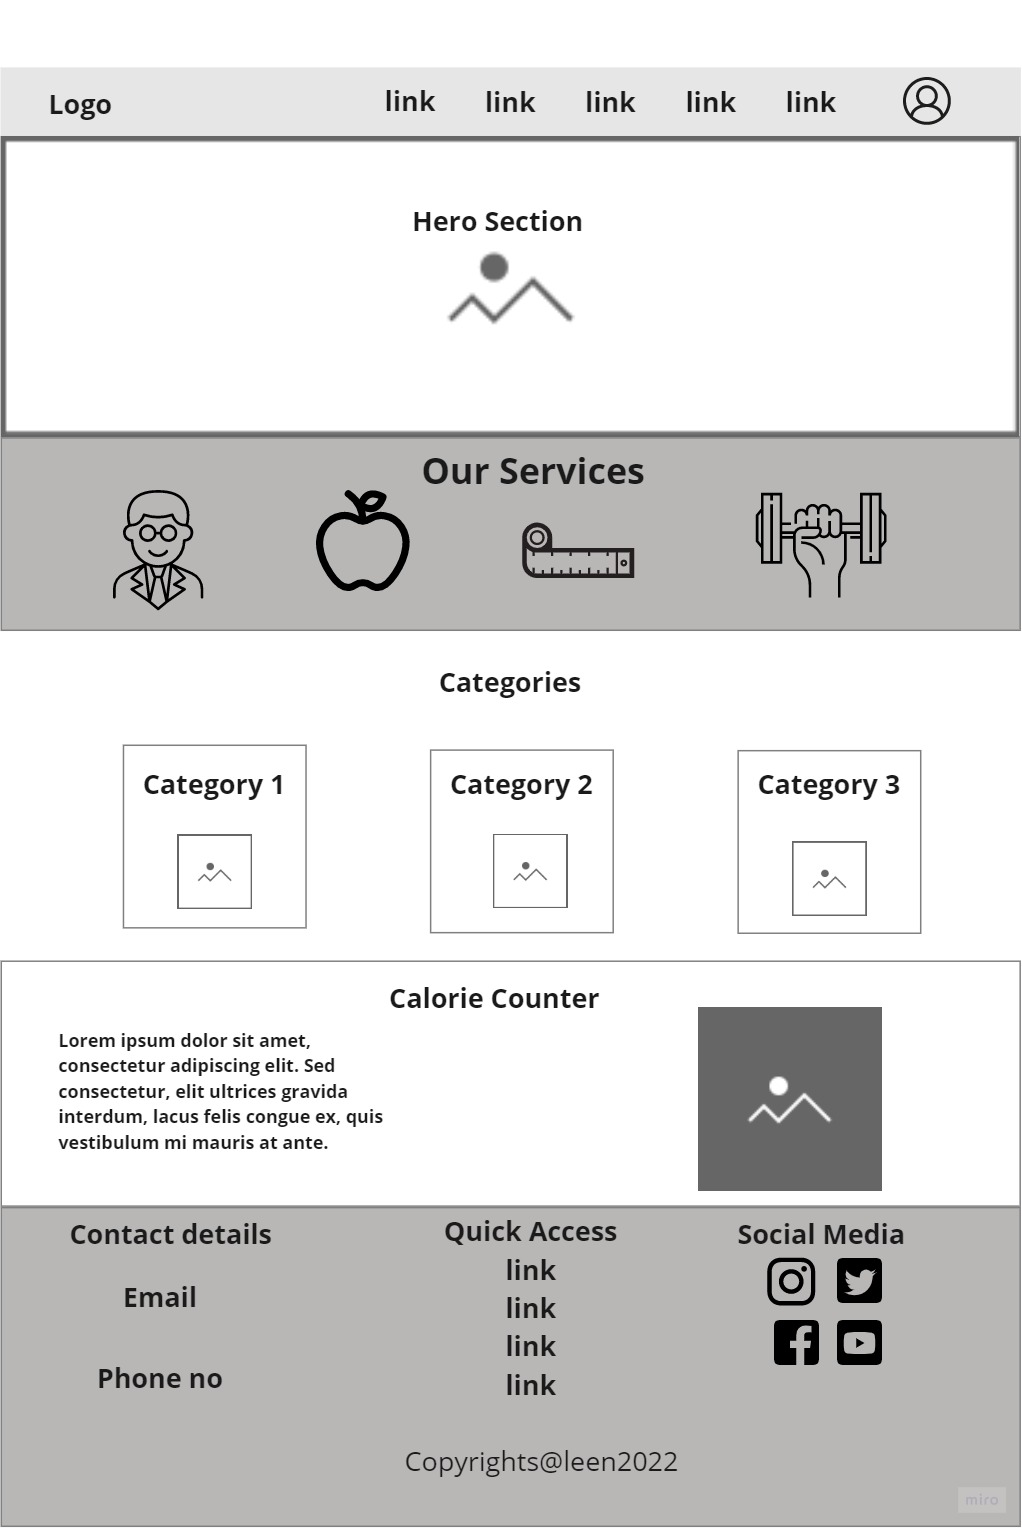 Logo
link link link link link
Hero Section
Our Services
Categories
Category 1
Category 2
Category 3
Calorie Counter
Lorem ipsum dolor sit amet,
consectetur adipiscing elit. Sed
consectetur, elit ultrices gravida
interdum, lacus felis congue ex, quis
vestibulum mi mauris at ante.
Contact details
Email
Phone no
Quick Access
link
link
link
link
Social Media
Copyrights@leen2022
miro